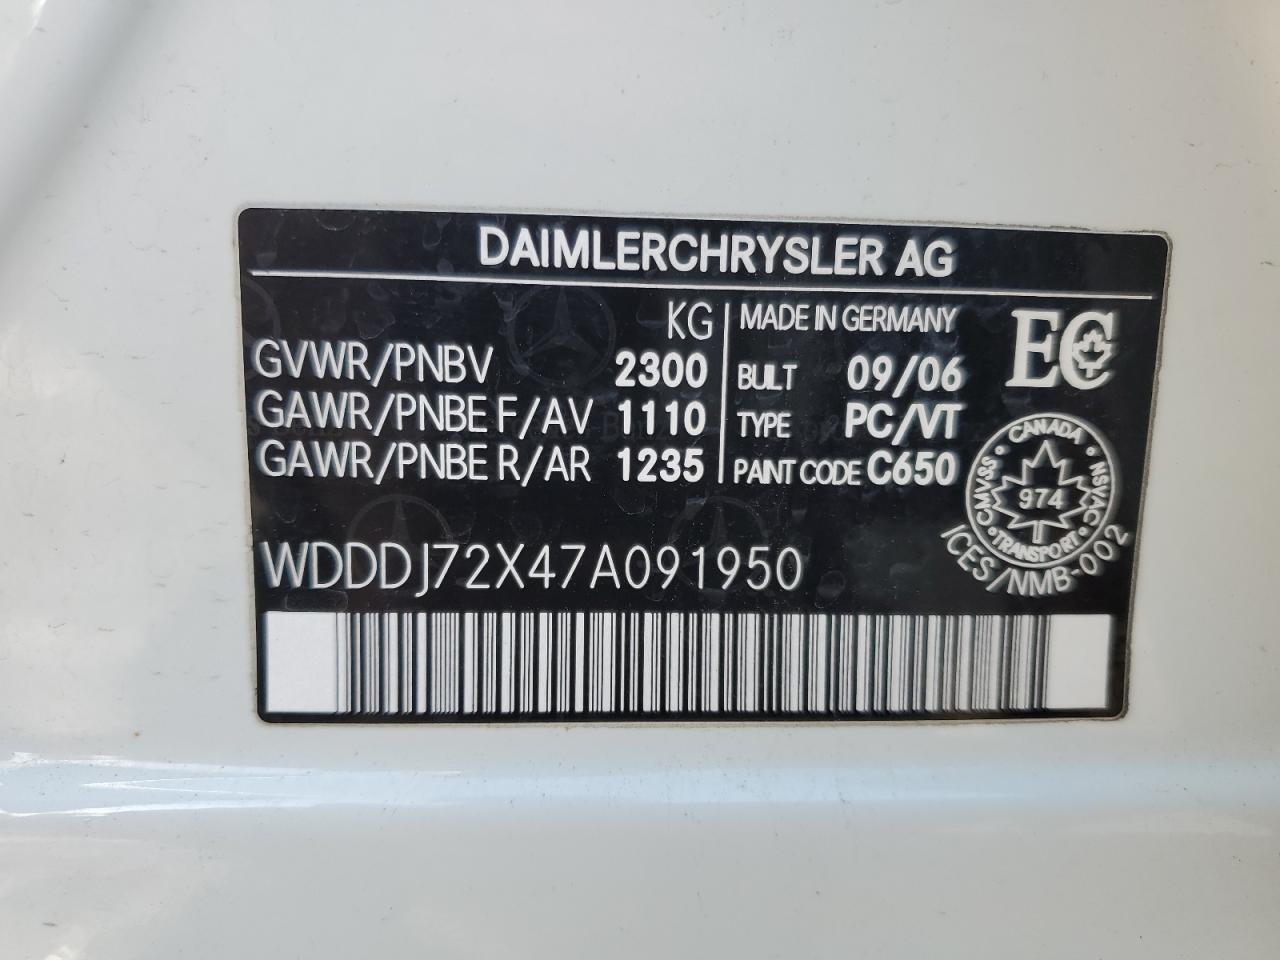 DAIMLERCHRYSLER AG
KG
GVWR/PNBV 2300
GAWR/PNBE F/AV 1110
GAWR/PNBE R/AR 1235
MADE IN GERMANY
BUILT 09/06
TYPE PC/VT
PAINT CODE C650
EC
CANADA
CMVSS 974 NSVAC
TRANSPORT
ICES/NMB-002
WDDDJ72X47A091950